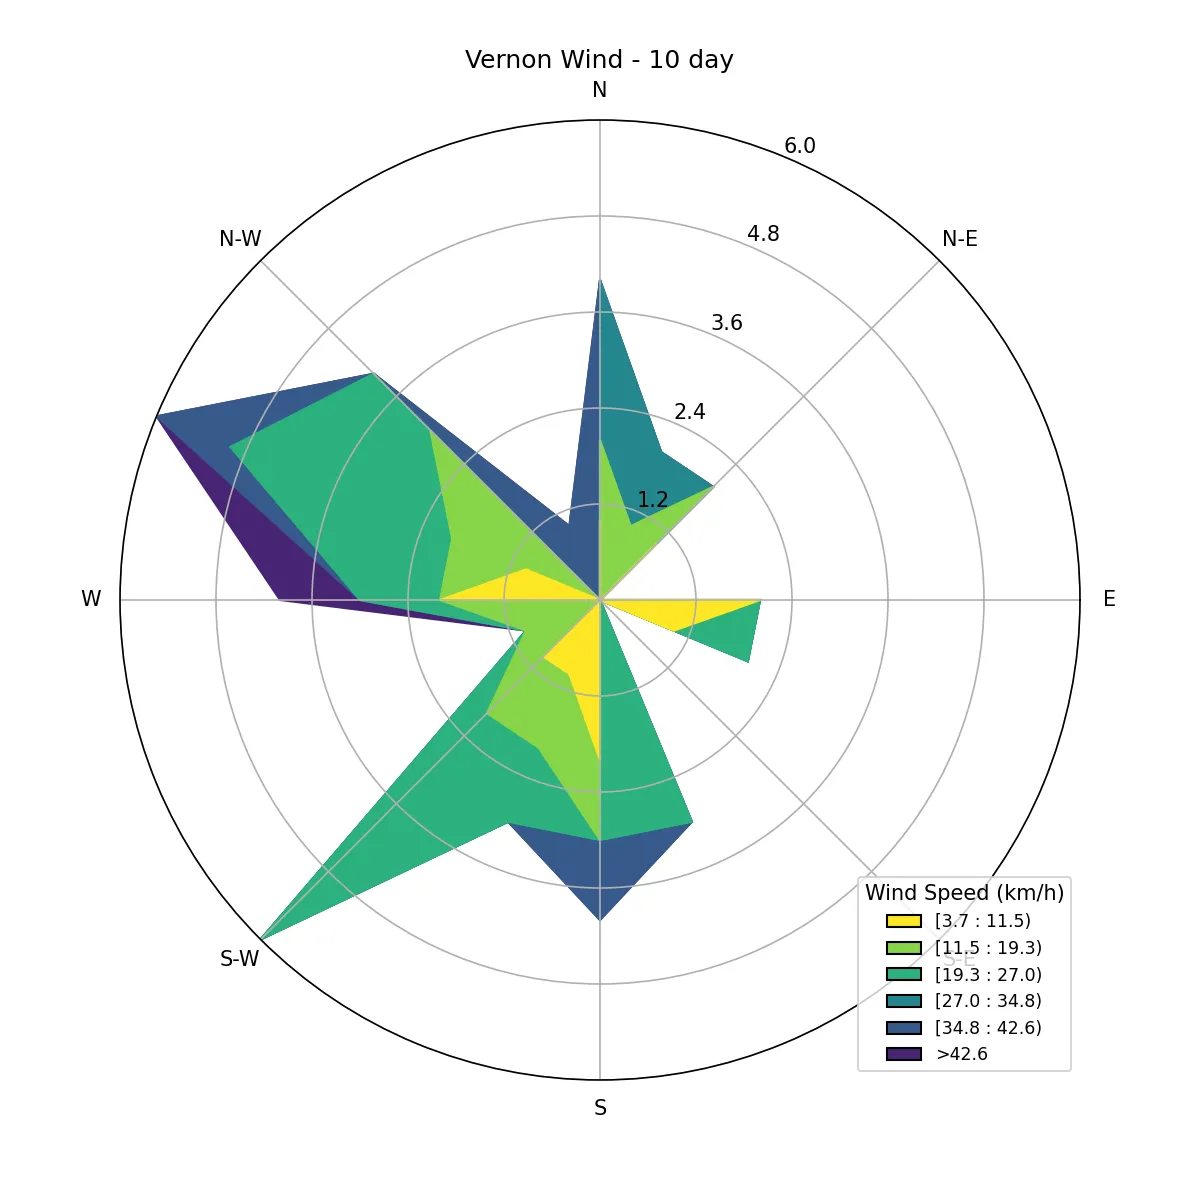 Vernon Wind - 10 day
N
6.0
N-W
N-E
4.8
3.6
2.4
1.2
W
E
S-W
S-E
Wind Speed (km/h)
[3.7 : 11.5)
[11.5 : 19.3)
[19.3 : 27.0)
[27.0 : 34.8)
[34.8 : 42.6)
>42.6
S